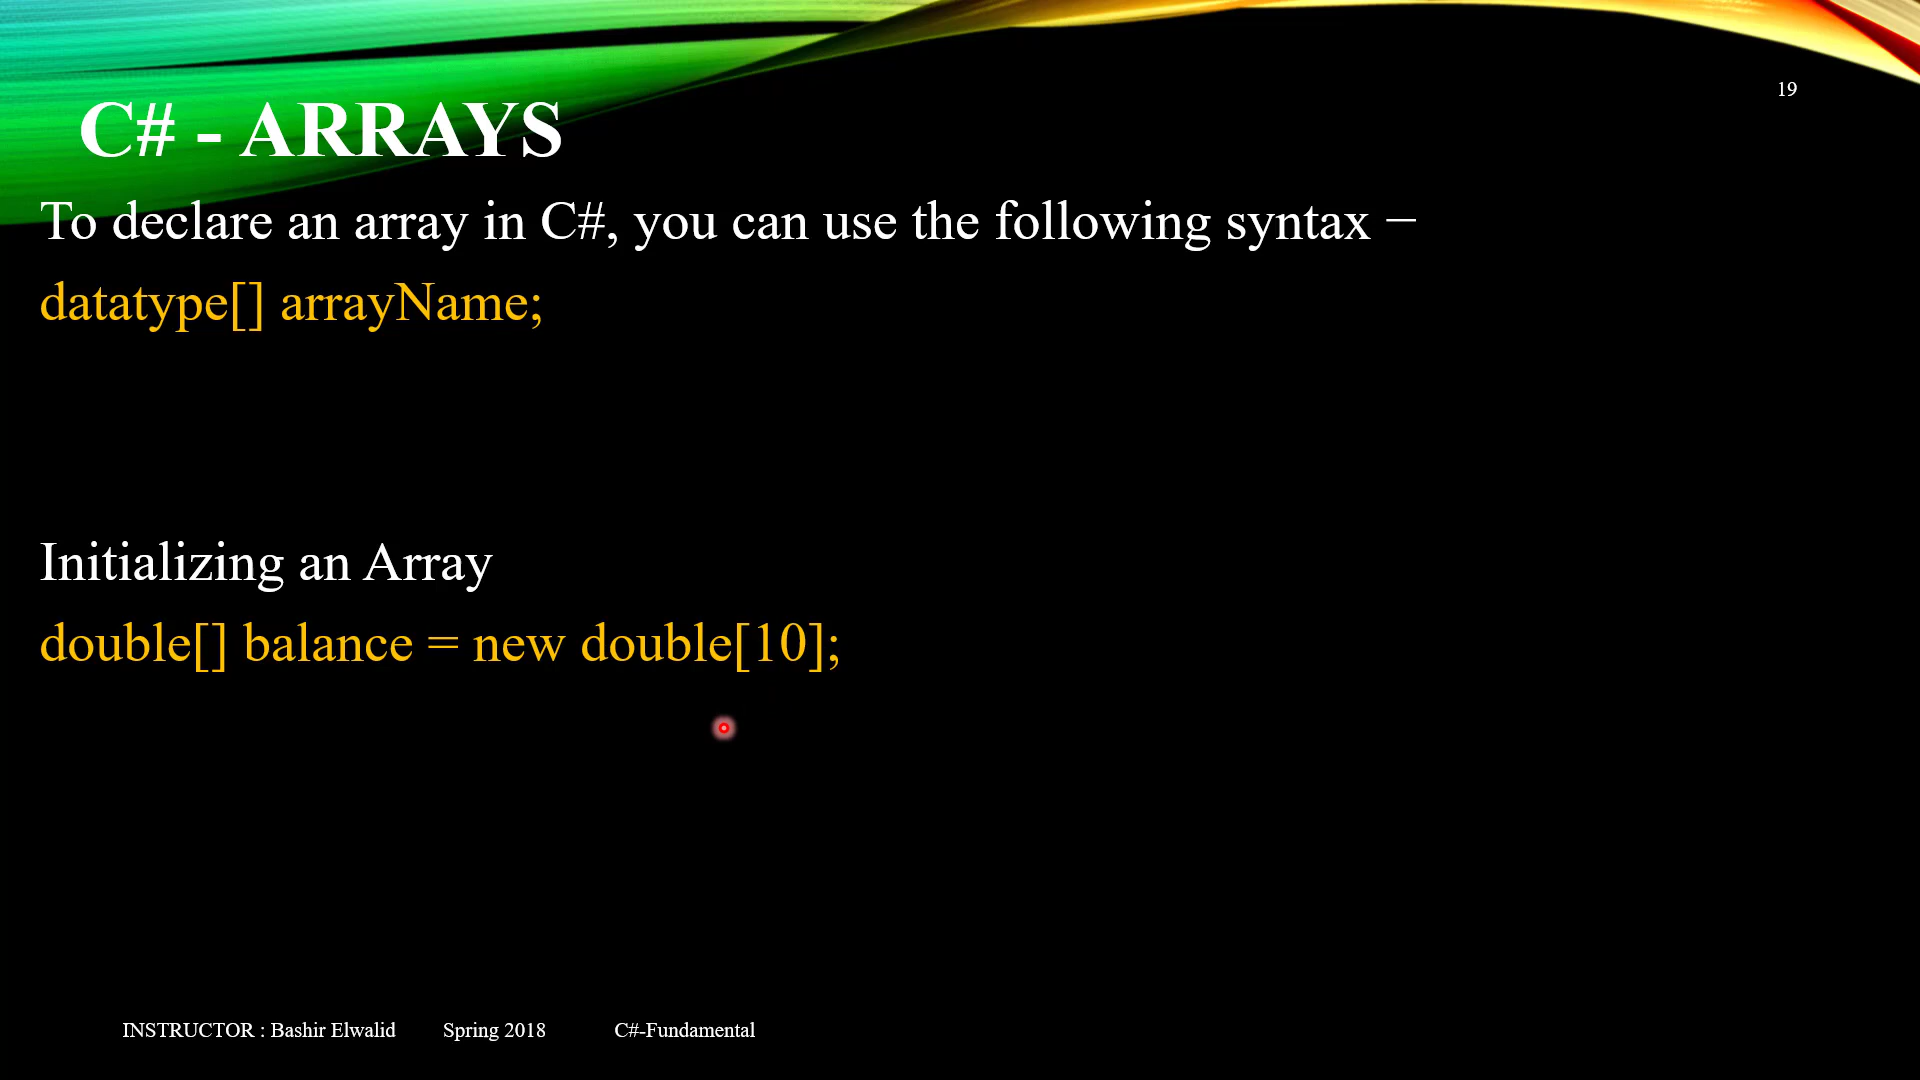 19
C# - ARRAYS
To declare an array in C#, you can use the following syntax −
datatype[] arrayName;
Initializing an Array
double[] balance = new double[10];
INSTRUCTOR : Bashir Elwalid Spring 2018 C#-Fundamental